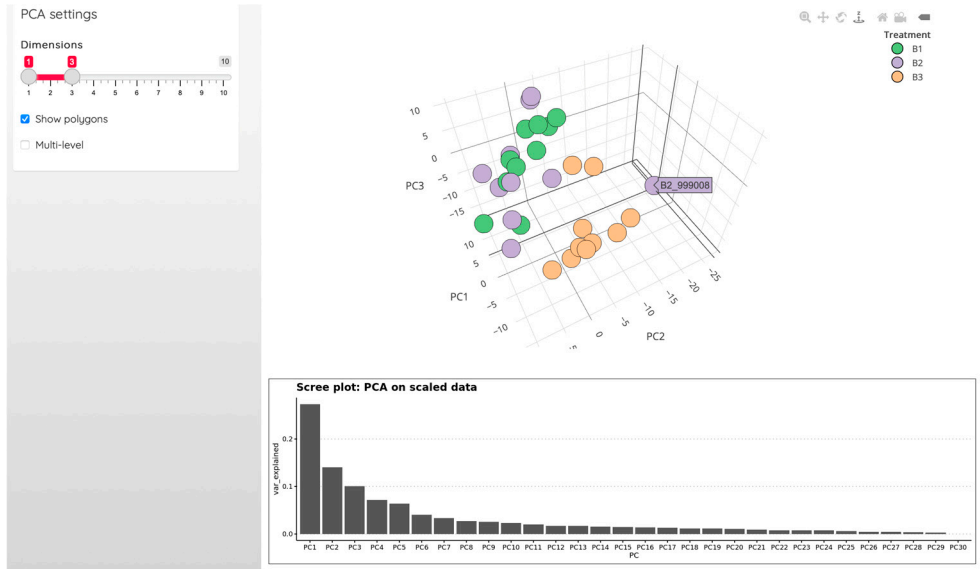 PCA settings
Dimensions
1 3 10
1 2 3 4 5 6 7 8 9 10
Show polygons
Multi-level
Treatment
B1
B2
B3
10
5
0
−5
−10
−15
PC3
B2_999008
10
5
0
−5
−10
PC1
−25
−20
−15
−10
−5
0
PC2
Scree plot: PCA on scaled data
var_explained
0.2
0.1
0.0
PC1 PC2 PC3 PC4 PC5 PC6 PC7 PC8 PC9 PC10 PC11 PC12 PC13 PC14 PC15 PC16 PC17 PC18 PC19 PC20 PC21 PC22 PC23 PC24 PC25 PC26 PC27 PC28 PC29 PC30
PC